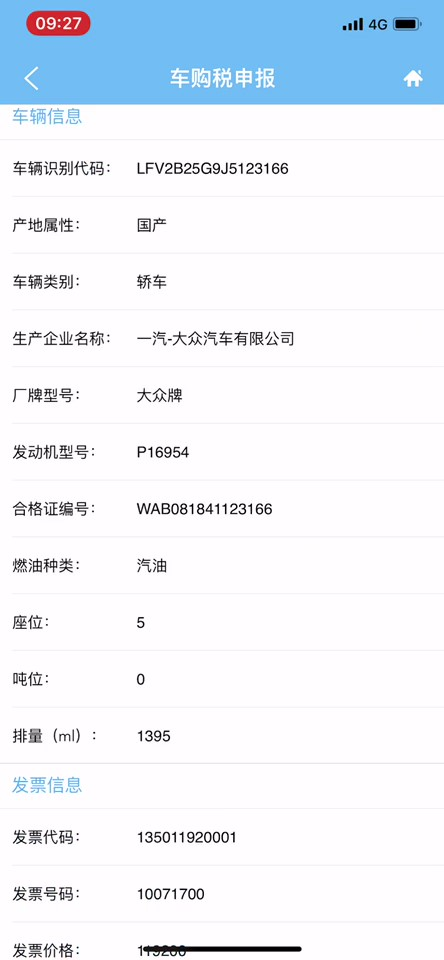 09:27
4G
车购税申报
车辆信息
车辆识别代码： LFV2B25G9J5123166
产地属性： 国产
车辆类别： 轿车
生产企业名称： 一汽-大众汽车有限公司
厂牌型号： 大众牌
发动机型号： P16954
合格证编号： WAB081841123166
燃油种类： 汽油
座位： 5
吨位： 0
排量（ml）： 1395
发票信息
发票代码： 135011920001
发票号码： 10071700
发票价格：